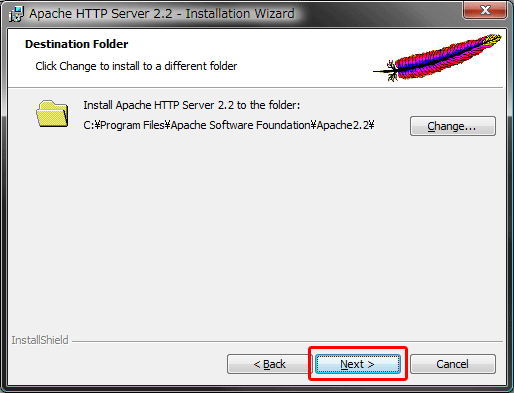 Apache HTTP Server 2.2 - Installation Wizard
Destination Folder
Click Change to install to a different folder
Install Apache HTTP Server 2.2 to the folder:
C:¥Program Files¥Apache Software Foundation¥Apache2.2¥
Change...
InstallShield
< Back
Next >
Cancel